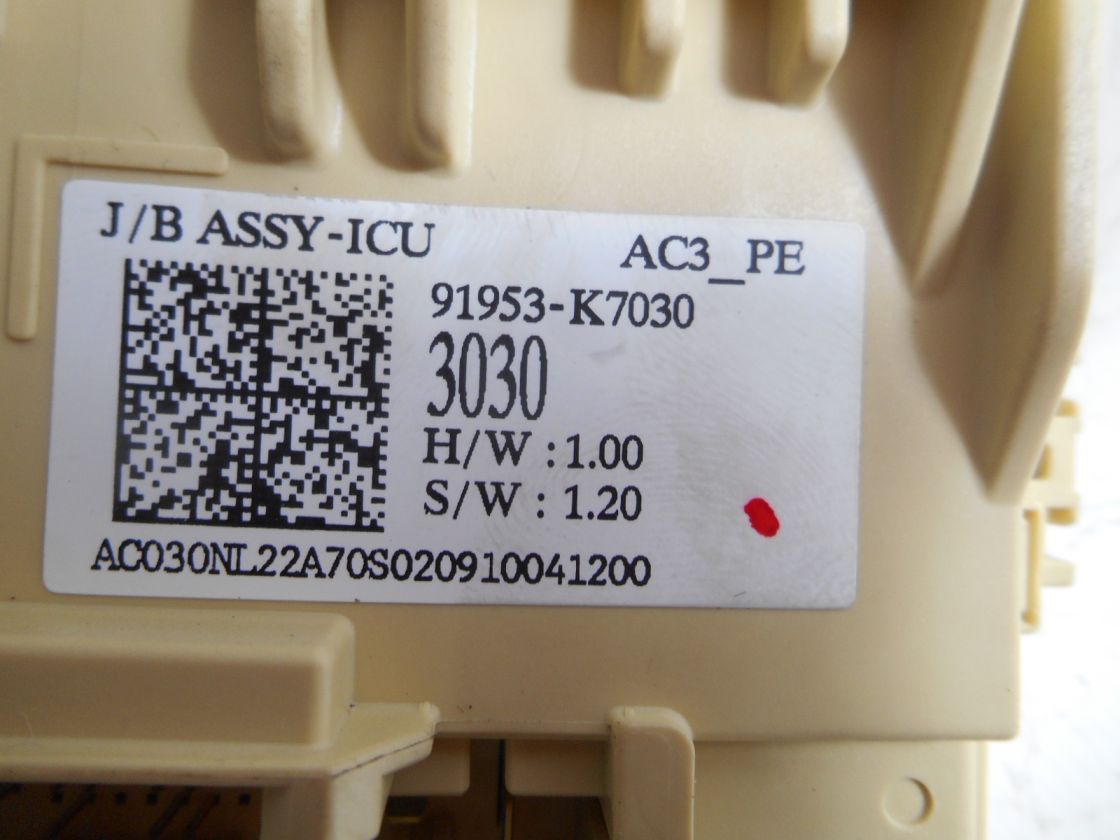 J/B ASSY-ICU
AC3_PE
91953-K7030
3030
H/W : 1.00
S/W : 1.20
AC030NL22A70S020910041200